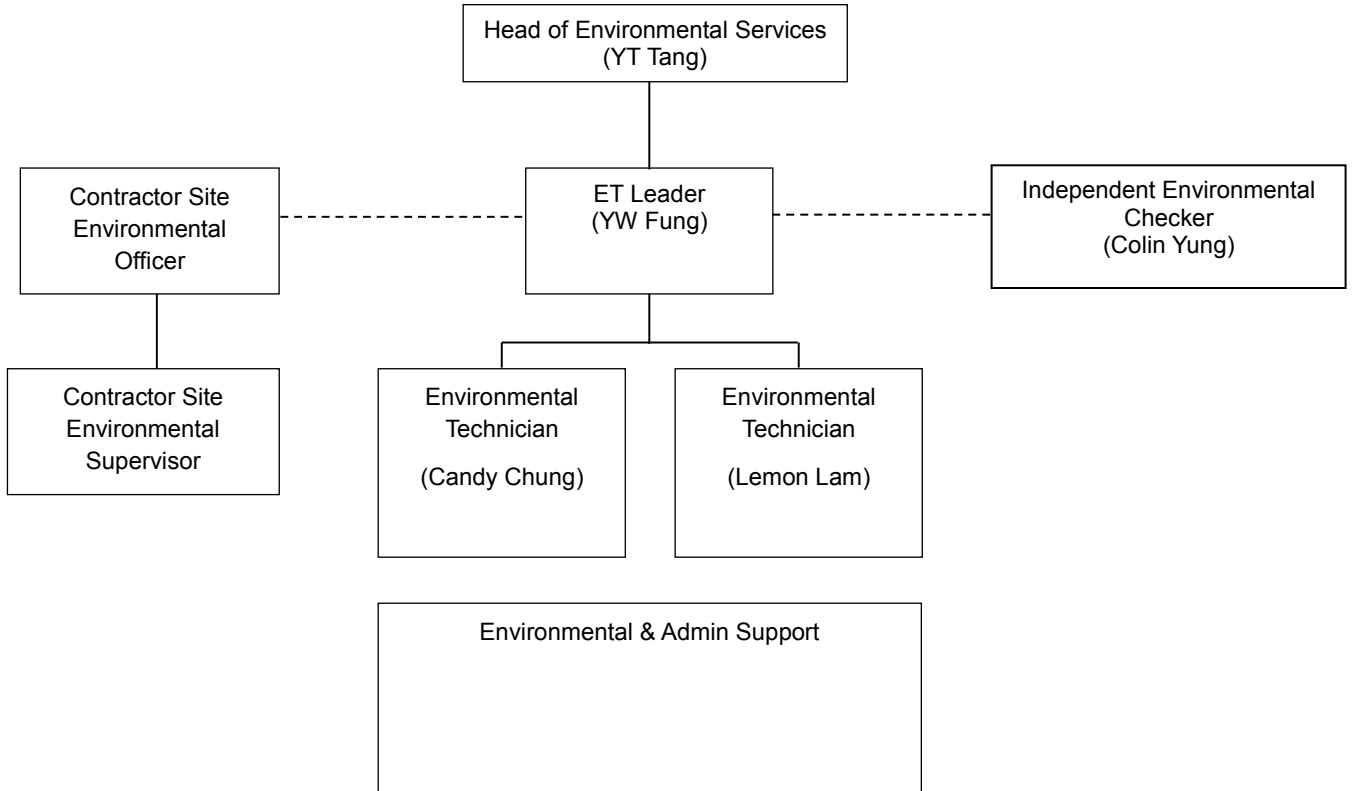 Head of Environmental Services
(YT Tang)
Contractor Site
Environmental
Officer
ET Leader
(YW Fung)
Independent Environmental
Checker
(Colin Yung)
Contractor Site
Environmental
Supervisor
Environmental
Technician
(Candy Chung)
Environmental
Technician
(Lemon Lam)
Environmental & Admin Support